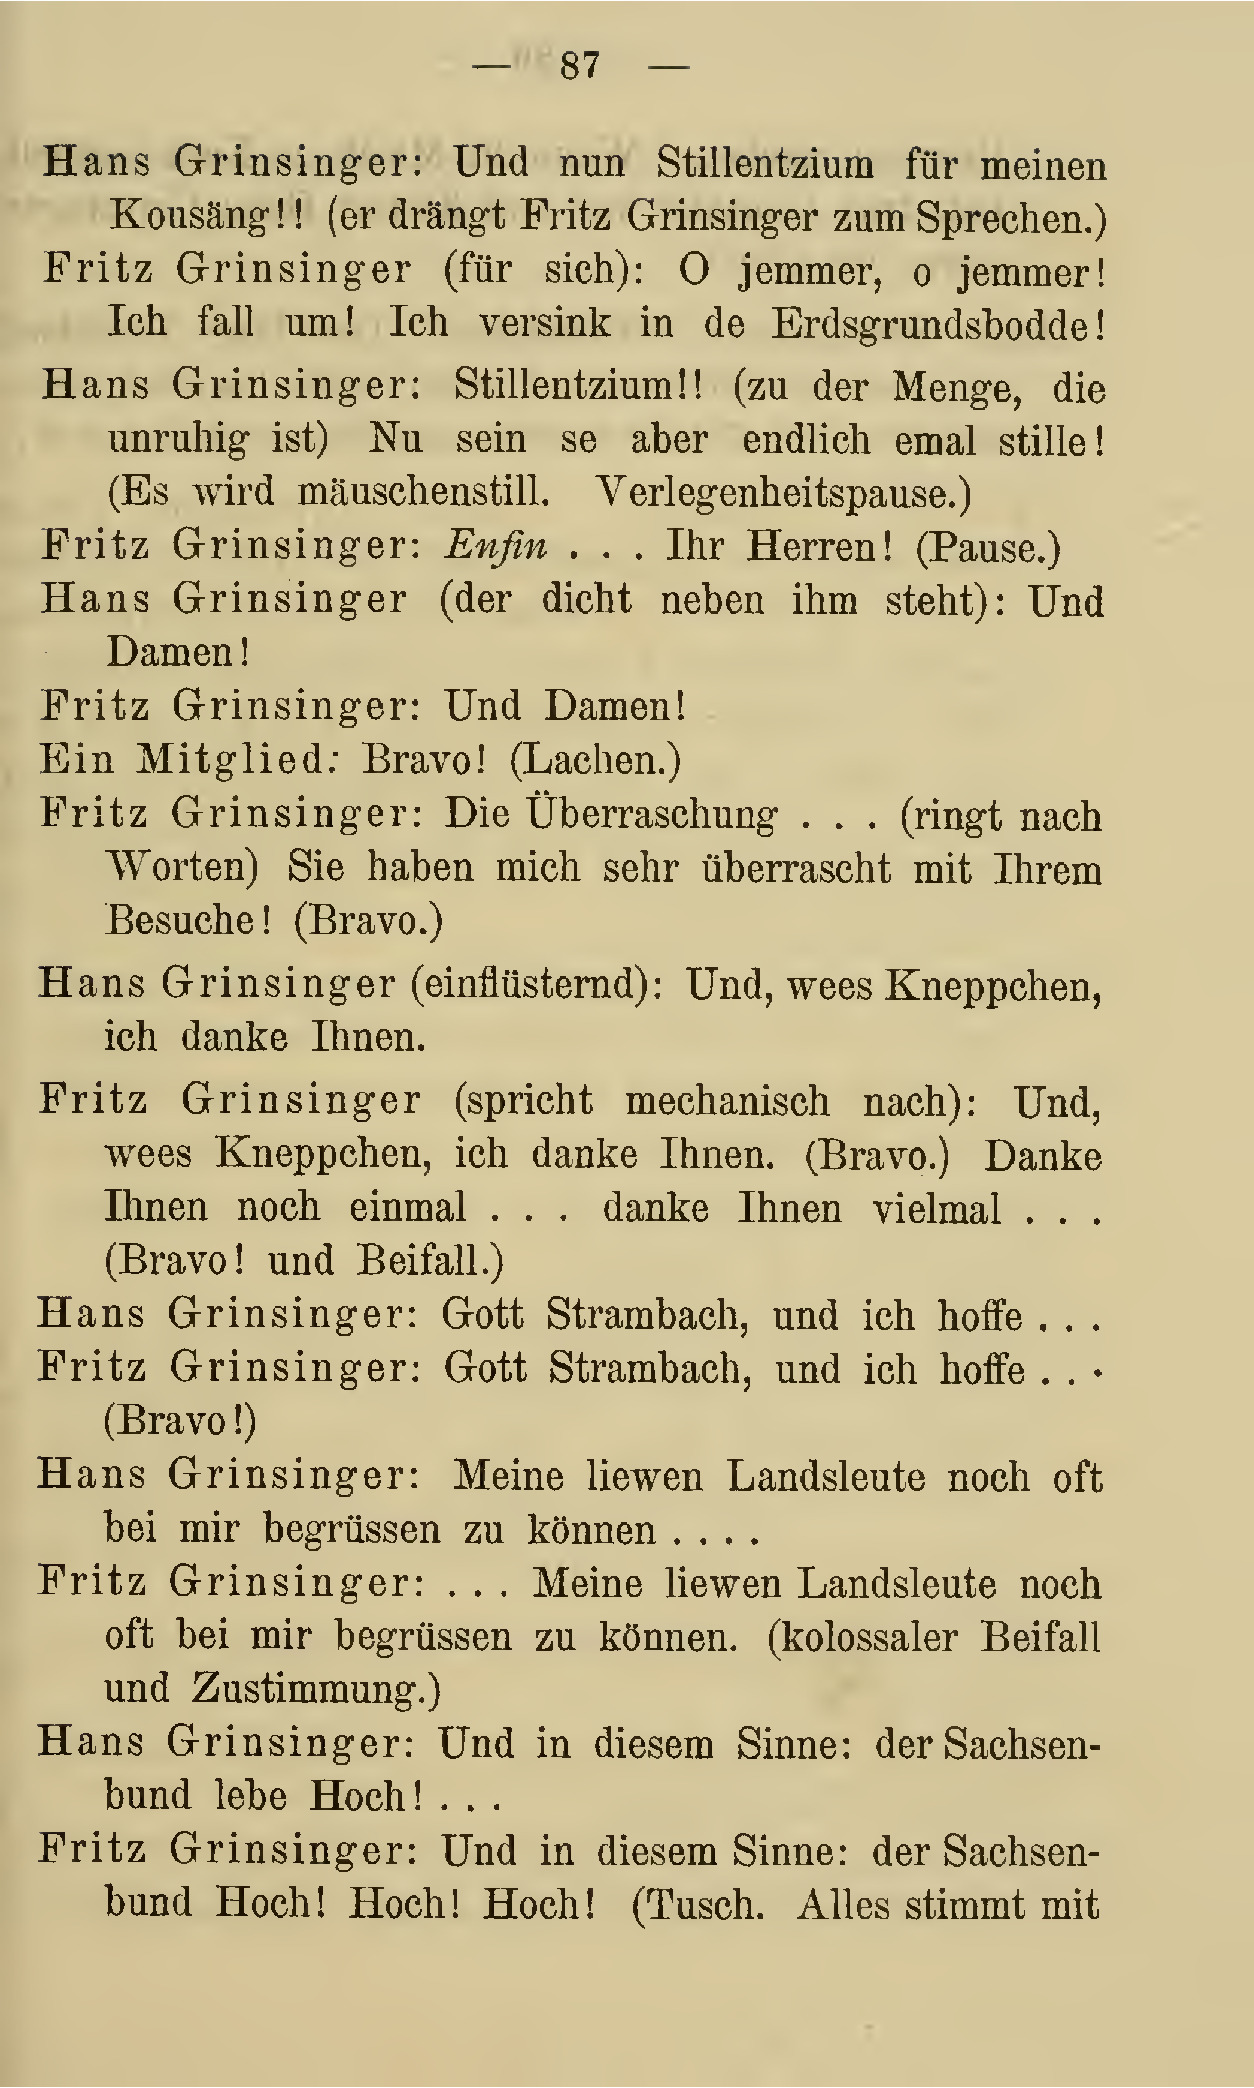 — 87 —
Hans Grinsinger: Und nun Stillentzium für meinen
Kousäng!! (er drängt Fritz Grinsinger zum Sprechen.)
Fritz Grinsinger (für sich): O jemmer, o jemmer!
Ich fall um! Ich versink in de Erdsgrundsbodde!
Hans Grinsinger: Stillentzium!! (zu der Menge, die
unruhig ist) Nu sein se aber endlich emal stille!
(Es wird mäuschenstill. Verlegenheitspause.)
Fritz Grinsinger: Enfin . . . Ihr Herren! (Pause.)
Hans Grinsinger (der dicht neben ihm steht): Und
Damen!
Fritz Grinsinger: Und Damen!
Ein Mitglied: Bravo! (Lachen.)
Fritz Grinsinger: Die Überraschung . . . (ringt nach
Worten) Sie haben mich sehr überrascht mit Ihrem
Besuche! (Bravo.)
Hans Grinsinger (einflüsternd): Und, wees Kneppchen,
ich danke Ihnen.
Fritz Grinsinger (spricht mechanisch nach): Und,
wees Kneppchen, ich danke Ihnen. (Bravo.) Danke
Ihnen noch einmal . . . danke Ihnen vielmal . . .
(Bravo! und Beifall.)
Hans Grinsinger: Gott Strambach, und ich hoffe . . .
Fritz Grinsinger: Gott Strambach, und ich hoffe . . .
(Bravo!)
Hans Grinsinger: Meine liewen Landsleute noch oft
bei mir begrüssen zu können . . . .
Fritz Grinsinger: . . . Meine liewen Landsleute noch
oft bei mir begrüssen zu können. (kolossaler Beifall
und Zustimmung.)
Hans Grinsinger: Und in diesem Sinne: der Sachsen-
bund lebe Hoch! . . .
Fritz Grinsinger: Und in diesem Sinne: der Sachsen-
bund Hoch! Hoch! Hoch! (Tusch. Alles stimmt mit